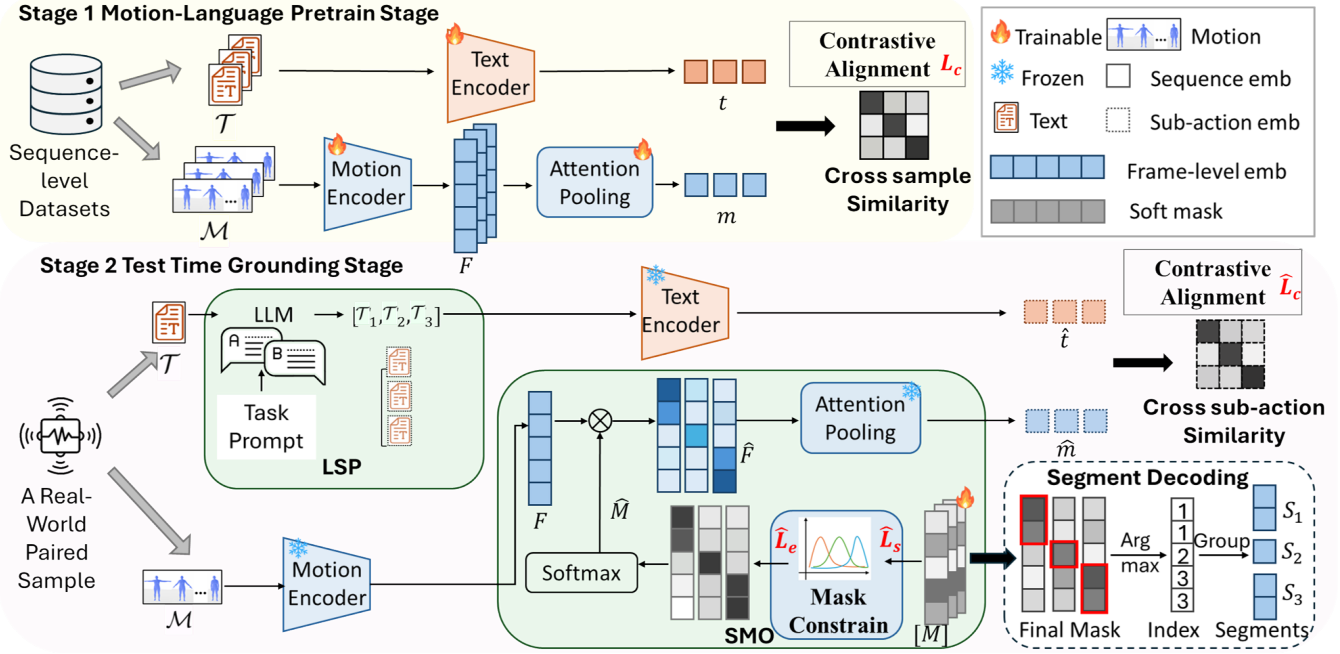 Stage 1 Motion-Language Pretrain Stage
Sequence-
level
Datasets
𝒯
ℳ
Text
Encoder
Motion
Encoder
F
Attention
Pooling
t
m
Contrastive
Alignment L_c
Cross sample
Similarity
Trainable
Motion
Frozen
Sequence emb
Text
Sub-action emb
Frame-level emb
Soft mask
Stage 2 Test Time Grounding Stage
A Real-
World
Paired
Sample
𝒯
ℳ
LLM
[𝒯_1,𝒯_2,𝒯_3]
A
B
Task
Prompt
LSP
Text
Encoder
Motion
Encoder
F
M̂
Softmax
F̂
Attention
Pooling
L̂_e
L̂_s
Mask
Constrain
[M]
SMO
t̂
m̂
Contrastive
Alignment L̂_c
Cross sub-action
Similarity
Segment Decoding
Arg
max
1
1
2
3
3
Group
S_1
S_2
S_3
Final Mask
Index
Segments